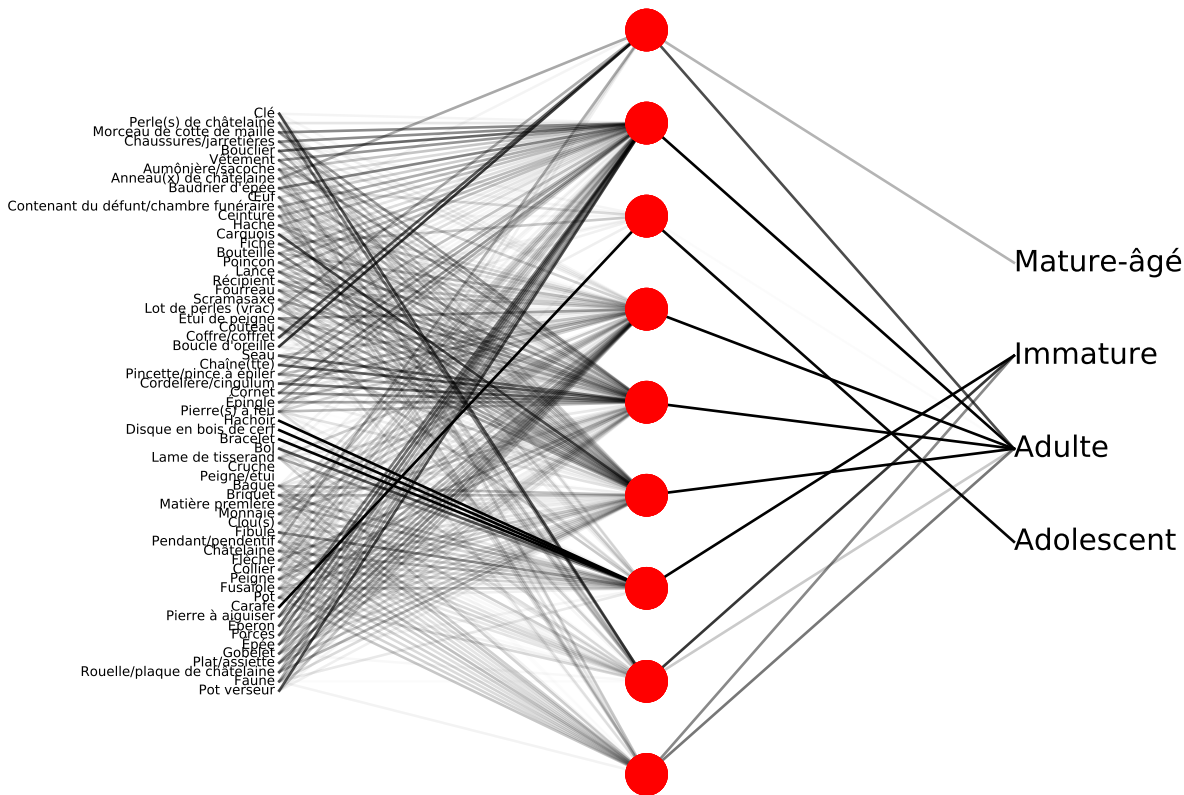 Clé
Perle(s) de châtelaine
Morceau de cotte de maille
Chaussures/jarretières
Bouclier
Vêtement
Aumônière/sacoche
Anneau(x) de châtelaine
Baudrier d'épée
Œuf
Contenant du défunt/chambre funéraire
Ceinture
Hache
Carquois
Fiche
Bouteille
Poinçon
Lance
Récipient
Fourreau
Scramasaxe
Lot de perles (vrac)
Étui de peigne
Couteau
Coffre/coffret
Boucle d'oreille
Seau
Chaîne(tte)
Pincette/pince à épiler
Cordelière/cingulum
Cornet
Épingle
Pierre(s) à feu
Hachoir
Disque en bois de cerf
Bracelet
Bol
Lame de tisserand
Cruche
Peigne/étui
Bague
Briquet
Matière première
Monnaie
Clou(s)
Fibule
Pendant/pendentif
Châtelaine
Flèche
Collier
Peigne
Fusaïole
Pot
Carafe
Pierre à aiguiser
Éperon
Forces
Épée
Gobelet
Plat/assiette
Rouelle/plaque de châtelaine
Faune
Pot verseur
Mature-âgé
Immature
Adulte
Adolescent